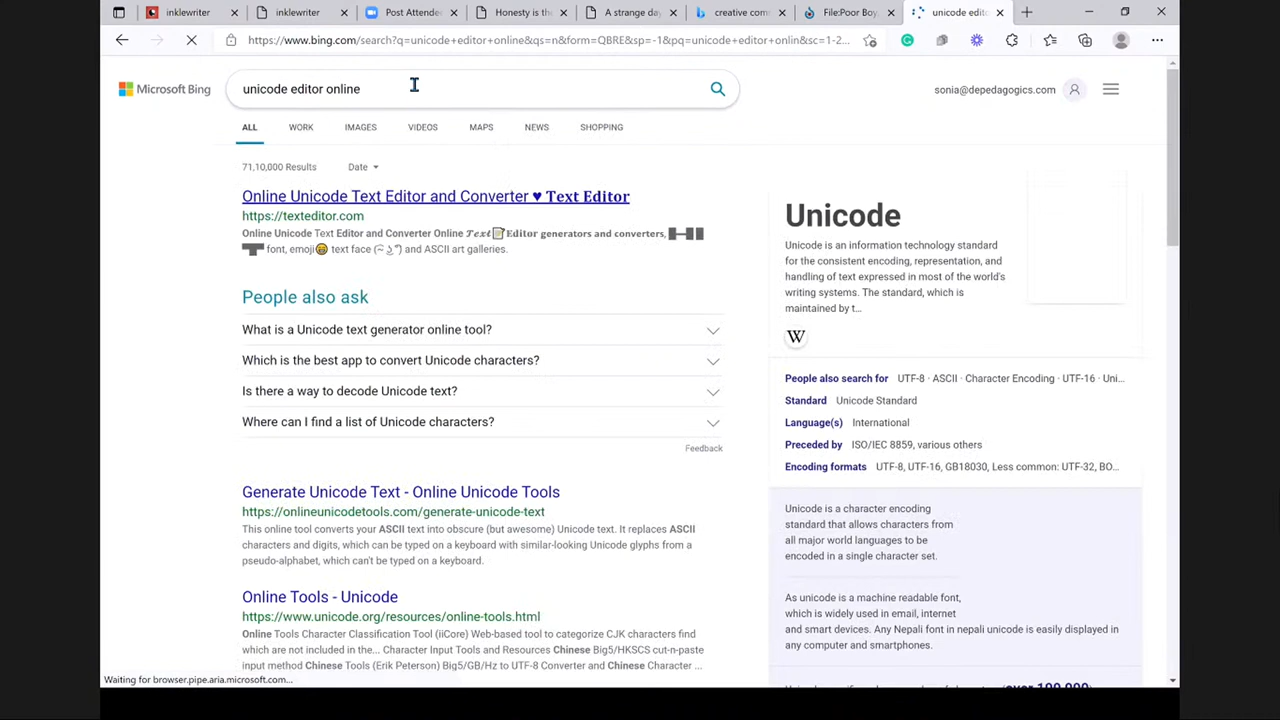 inklewriter
inklewriter
Post Attende
Honesty is the
A strange day
creative com
File:Poor Boy
unicode editor
https://www.bing.com/search?q=unicode+editor+online&qs=n&form=QBRE&sp=-1&pq=unicode+editor+onlin&sc=1-2...
Microsoft Bing
unicode editor online
sonia@depedagogics.com
ALL
WORK
IMAGES
VIDEOS
MAPS
NEWS
SHOPPING
71,10,000 Results
Date
Online Unicode Text Editor and Converter ♥ Text Editor
https://texteditor.com
Online Unicode Text Editor and Converter Online Text📝Editor generators and converters,
font, emoji😄 text face and ASCII art galleries.
People also ask
What is a Unicode text generator online tool?
Which is the best app to convert Unicode characters?
Is there a way to decode Unicode text?
Where can I find a list of Unicode characters?
Feedback
Generate Unicode Text - Online Unicode Tools
https://onlineunicodetools.com/generate-unicode-text
This online tool converts your ASCII text into obscure (but awesome) Unicode text. It replaces ASCII
characters and digits, which can be typed on a keyboard with similar-looking Unicode glyphs from a
pseudo-alphabet, which can't be typed on a keyboard.
Online Tools - Unicode
https://www.unicode.org/resources/online-tools.html
Online Tools Character Classification Tool (iiCore) Web-based tool to categorize CJK characters find
which are not included in the... Character Input Tools and Resources Chinese Big5/HKSCS cut-n-paste
input method Chinese Tools (Erik Peterson) Big5/GB/Hz to UTF-8 Converter and Chinese Character ...
Unicode
Unicode is an information technology standard
for the consistent encoding, representation, and
handling of text expressed in most of the world's
writing systems. The standard, which is
maintained by t...
W
People also search for UTF-8 · ASCII · Character Encoding · UTF-16 · Uni...
Standard Unicode Standard
Language(s) International
Preceded by ISO/IEC 8859, various others
Encoding formats UTF-8, UTF-16, GB18030, Less common: UTF-32, BO...
Unicode is a character encoding
standard that allows characters from
all major world languages to be
encoded in a single character set.
As unicode is a machine readable font,
which is widely used in email, internet
and smart devices. Any Nepali font in nepali unicode is easily displayed in
any computer and smartphones.
Waiting for browser.pipe.aria.microsoft.com...